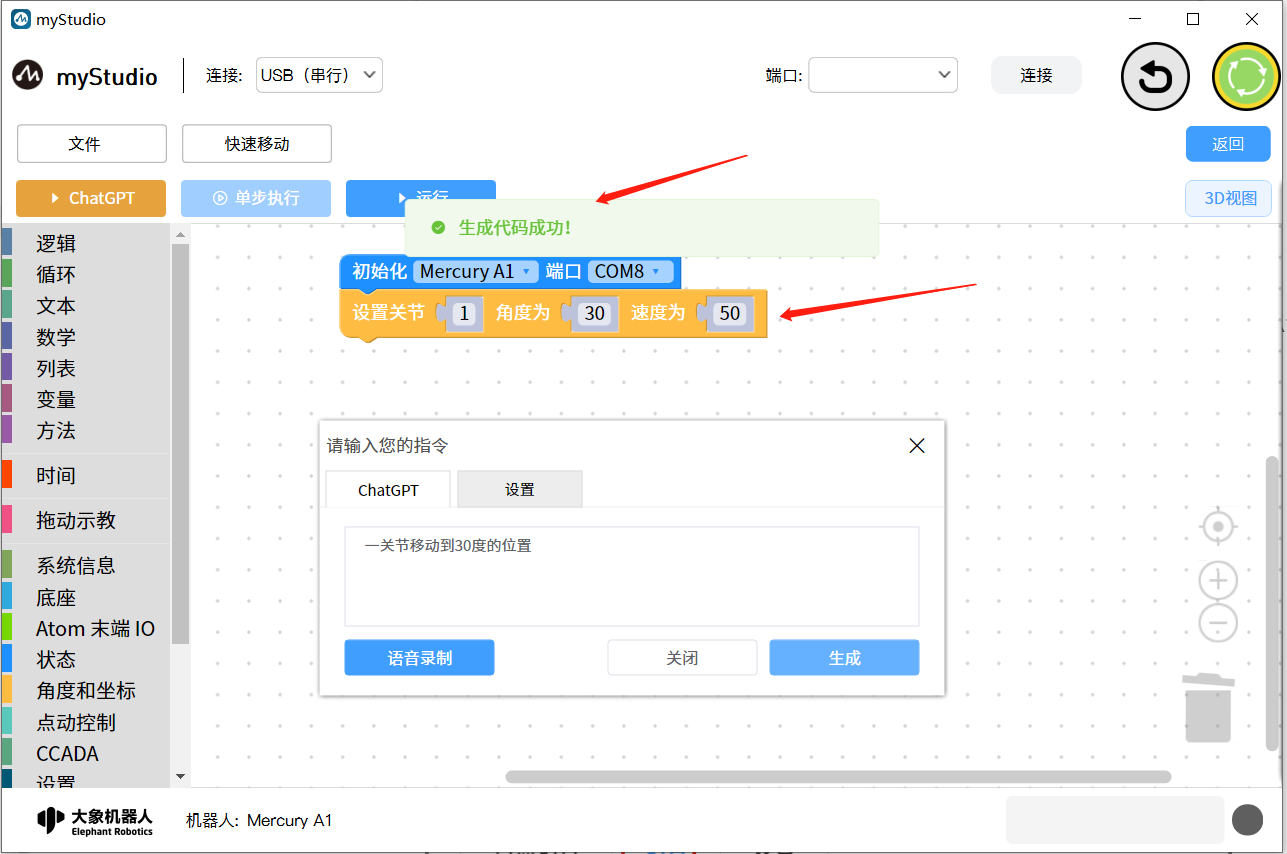 myStudio
myStudio 连接: USB（串行） 端口: 连接
文件 快速移动 返回
ChatGPT 单步执行 运行 3D视图
生成代码成功!
初始化 Mercury A1 端口 COM8
设置关节 1 角度为 30 速度为 50
逻辑
循环
文本
数学
列表
变量
方法
时间
拖动示教
系统信息
底座
Atom 末端 IO
状态
角度和坐标
点动控制
CCADA
设置
请输入您的指令
ChatGPT 设置
一关节移动到30度的位置
语音录制 关闭 生成
大象机器人
Elephant Robotics
机器人: Mercury A1